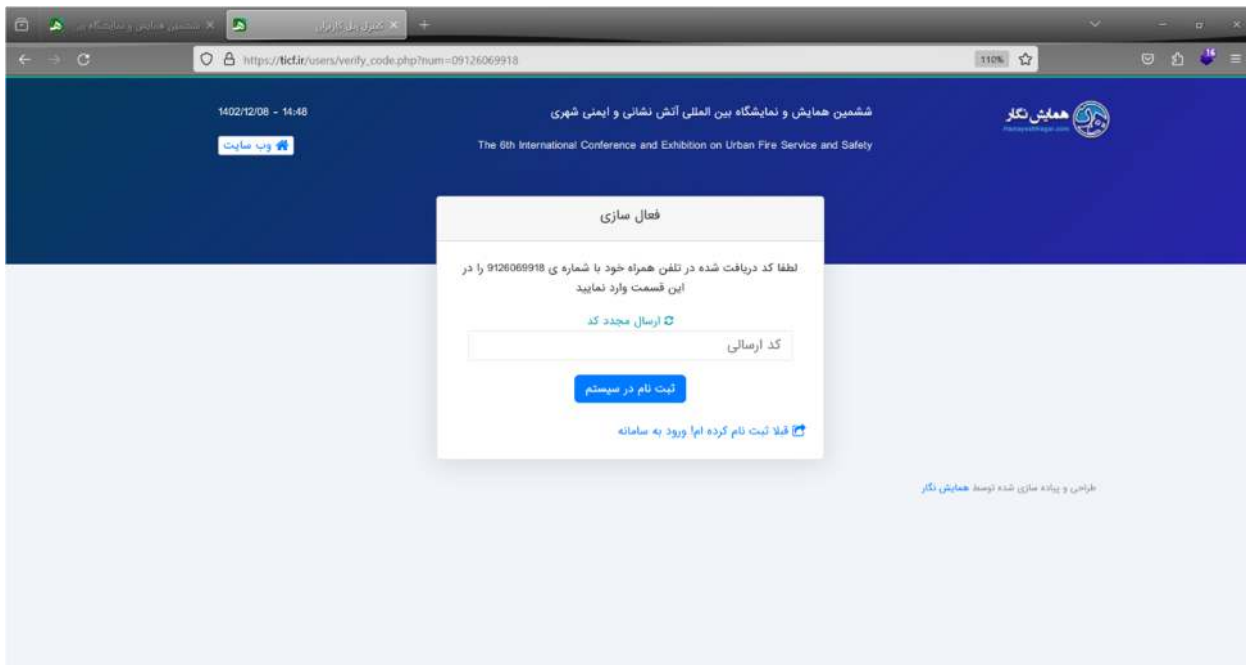 کنترل پنل کاربران
https://ticf.ir/users/verify_code.php?num=09126069918
110%
16
همایش نگار
ششمین همایش و نمایشگاه بین المللی آتش نشانی و ایمنی شهری
1402/12/08 - 14:48
The 6th International Conference and Exhibition on Urban Fire Service and Safety
وب سایت
فعال سازی
لطفا کد دریافت شده در تلفن همراه خود با شماره ی 9126069918 را در
این قسمت وارد نمایید
ارسال مجدد کد
کد ارسالی
ثبت نام در سیستم
قبلا ثبت نام کرده ام! ورود به سامانه
طراحی و پیاده سازی شده توسط همایش نگار